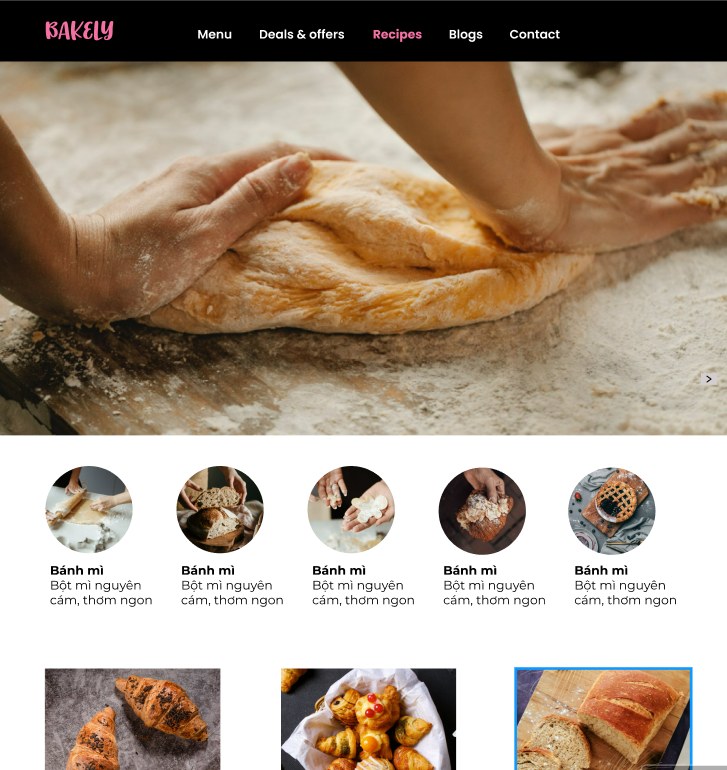 BAKELY
Menu
Deals & offers
Recipes
Blogs
Contact
Bánh mì
Bột mì nguyên
cám, thơm ngon
Bánh mì
Bột mì nguyên
cám, thơm ngon
Bánh mì
Bột mì nguyên
cám, thơm ngon
Bánh mì
Bột mì nguyên
cám, thơm ngon
Bánh mì
Bột mì nguyên
cám, thơm ngon